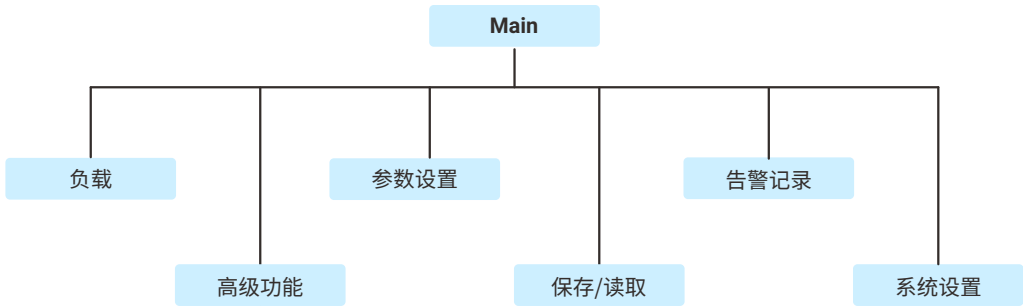 Main
负载
参数设置
告警记录
高级功能
保存/读取
系统设置